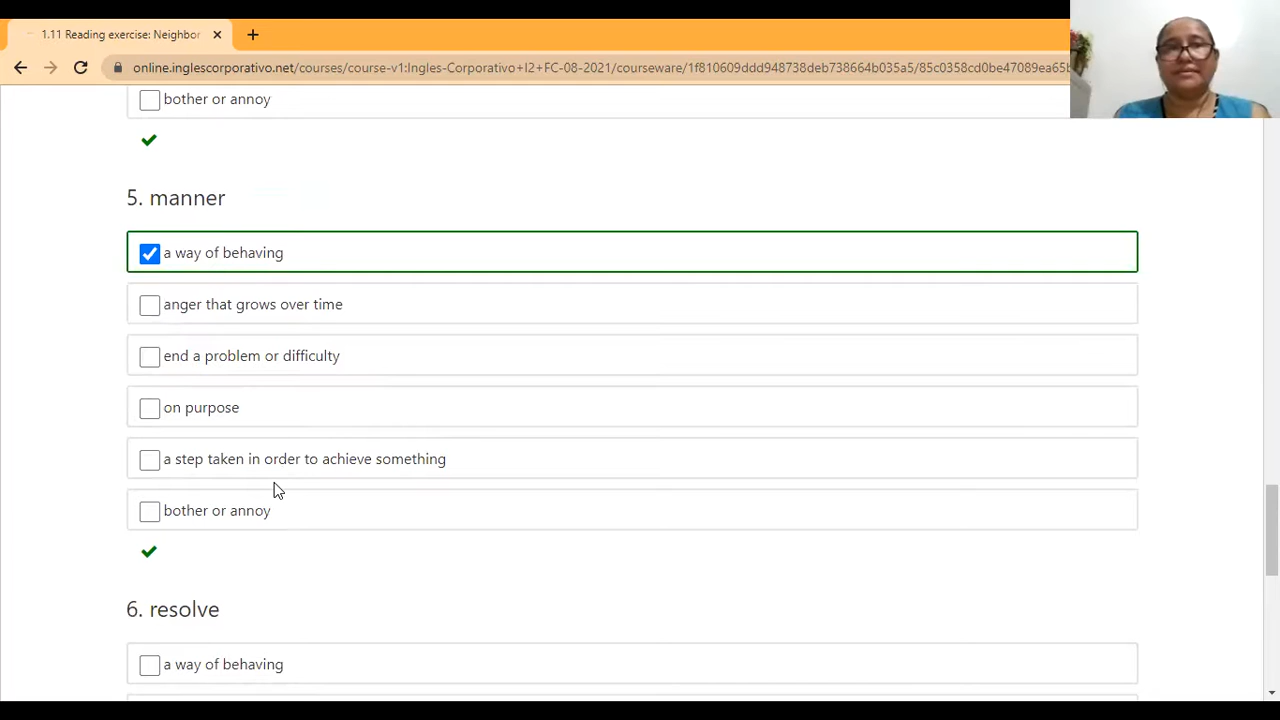 1.11 Reading exercise: Neighbor
online.inglescorporativo.net/courses/course-v1:Ingles-Corporativo+I2+FC-08-2021/courseware/1f810609ddd948738deb738664b035a5/85c0358cd0be47089ea65b
bother or annoy
5. manner
a way of behaving
anger that grows over time
end a problem or difficulty
on purpose
a step taken in order to achieve something
bother or annoy
6. resolve
a way of behaving